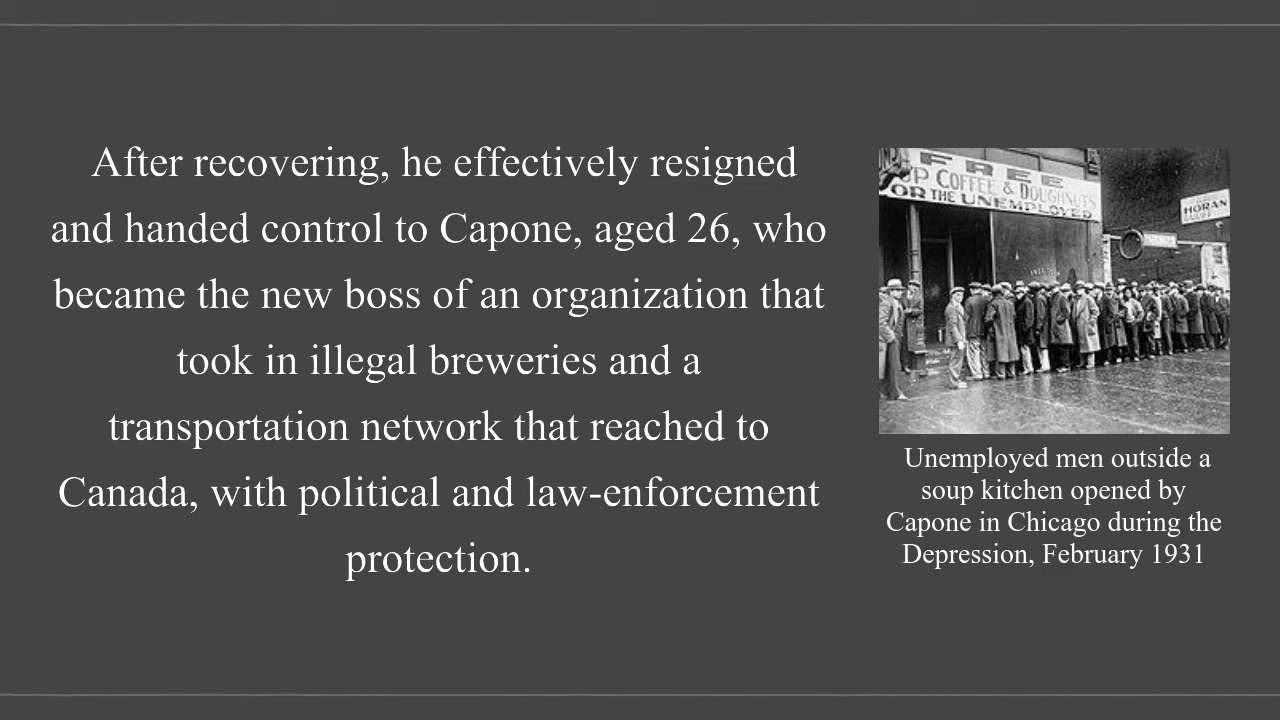 After recovering, he effectively resigned
and handed control to Capone, aged 26, who
became the new boss of an organization that
took in illegal breweries and a
transportation network that reached to
Canada, with political and law-enforcement
protection.
FREE
UP COFFEE & DOUGHNUTS
FOR THE UNEMPLOYED
HORAN
Unemployed men outside a
soup kitchen opened by
Capone in Chicago during the
Depression, February 1931